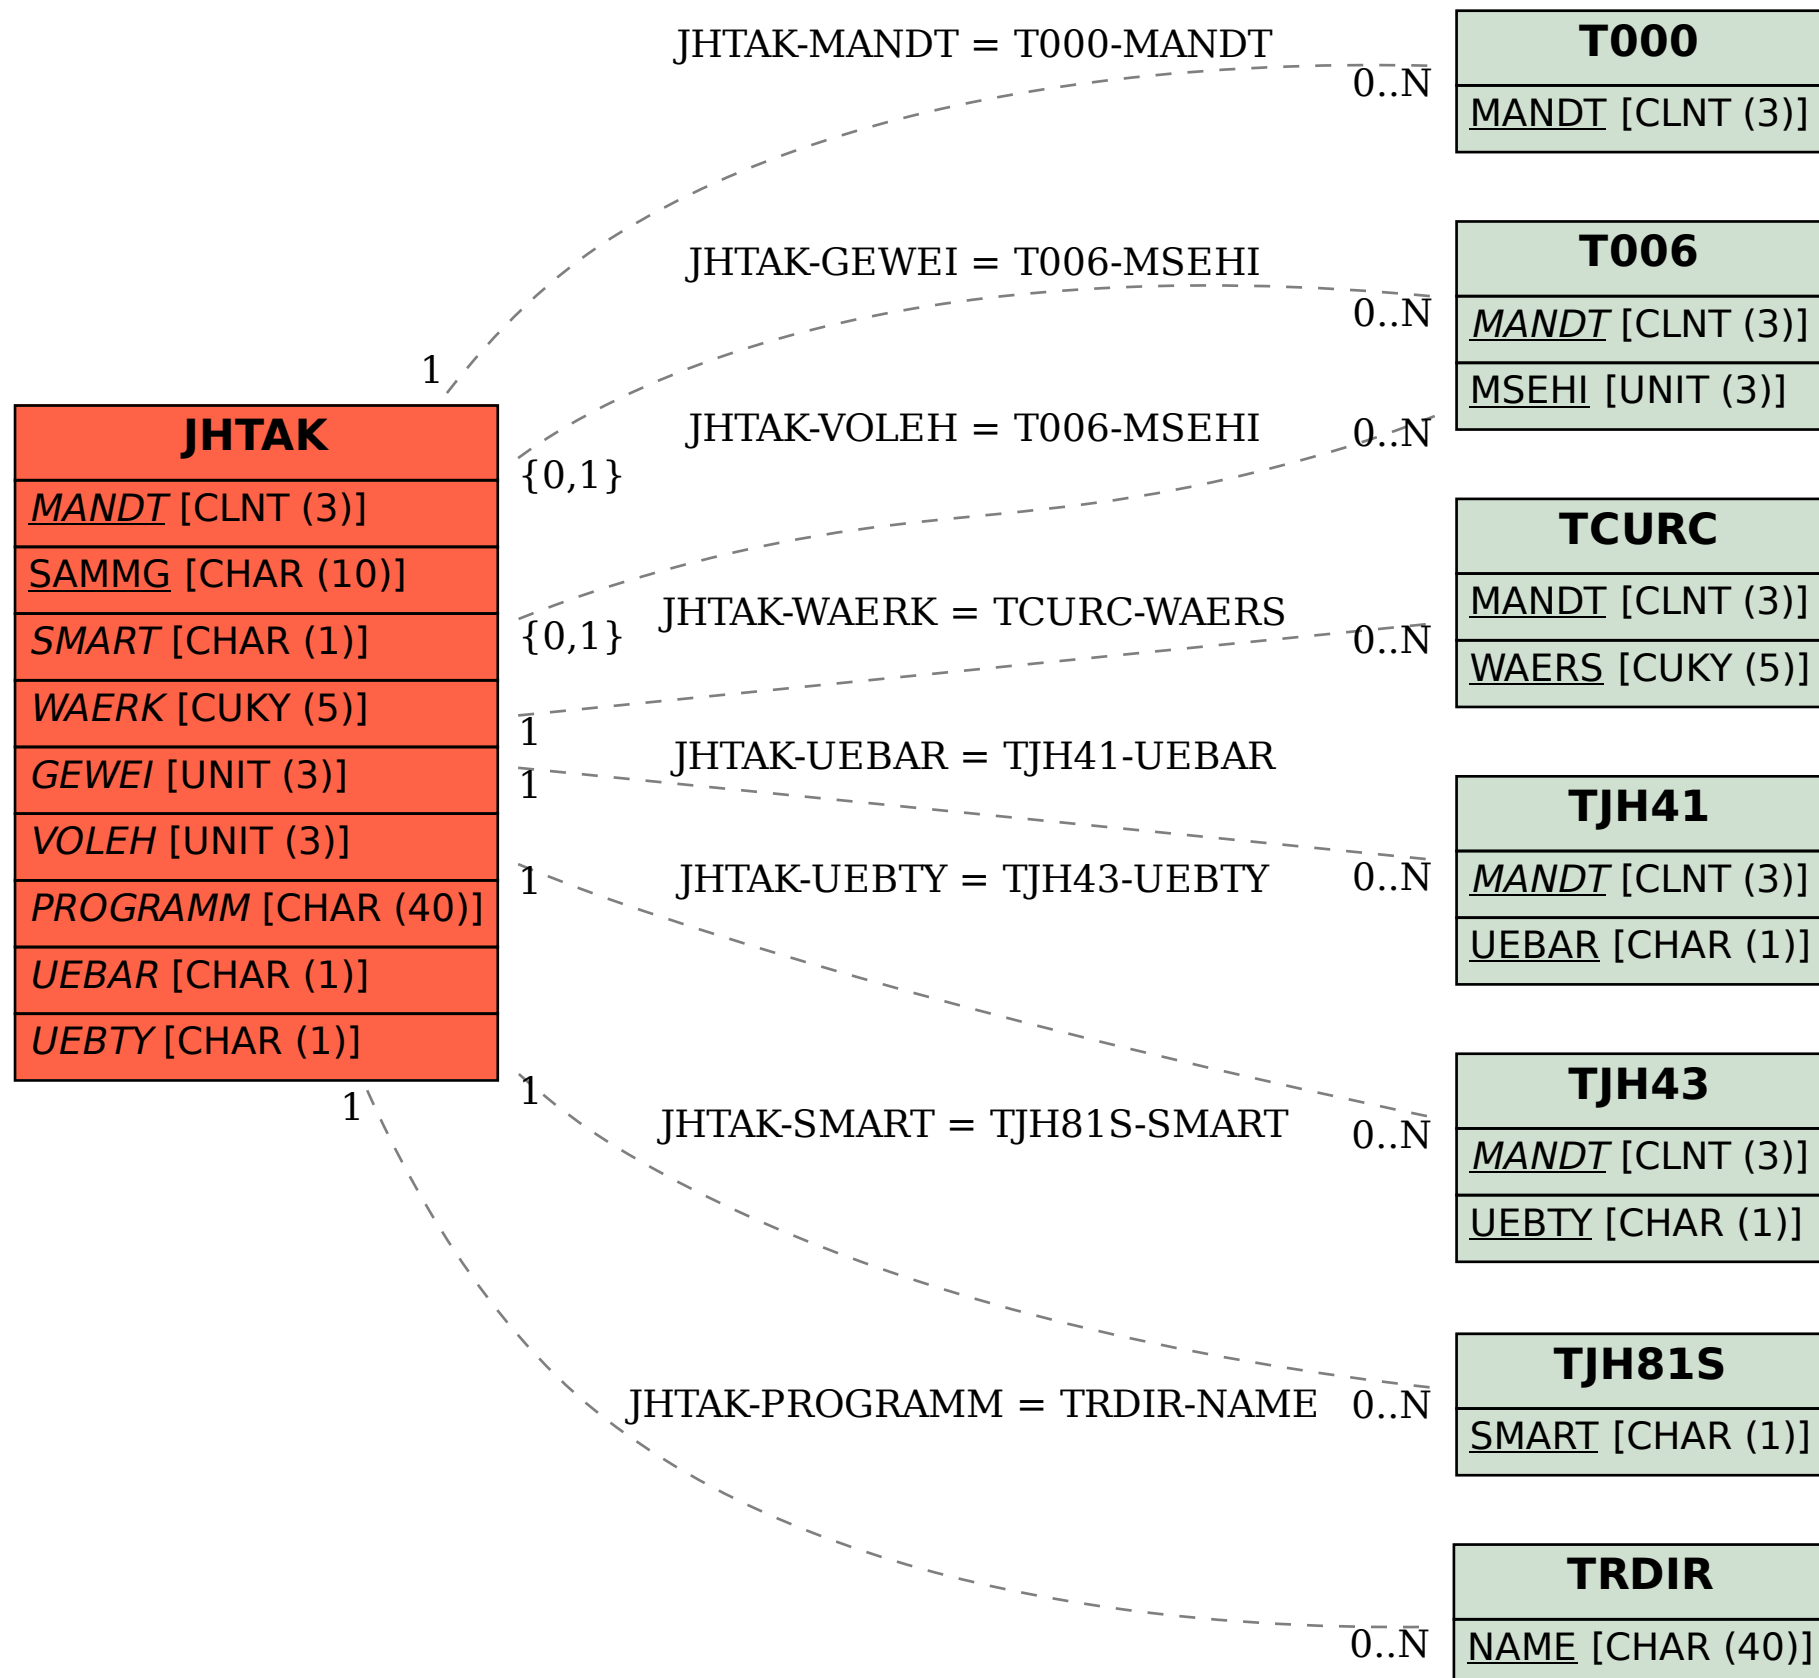 JHTAK-MANDT = T000-MANDT
0..N
1
T000
MANDT [CLNT (3)]
JHTAK-GEWEI = T006-MSEHI
0..N
{0,1}
JHTAK-VOLEH = T006-MSEHI
0..N
{0,1}
T006
MANDT [CLNT (3)]
MSEHI [UNIT (3)]
JHTAK
MANDT [CLNT (3)]
SAMMG [CHAR (10)]
SMART [CHAR (1)]
WAERK [CUKY (5)]
GEWEI [UNIT (3)]
VOLEH [UNIT (3)]
PROGRAMM [CHAR (40)]
UEBAR [CHAR (1)]
UEBTY [CHAR (1)]
JHTAK-WAERK = TCURC-WAERS
0..N
1
TCURC
MANDT [CLNT (3)]
WAERS [CUKY (5)]
JHTAK-UEBAR = TJH41-UEBAR
1
0..N
TJH41
MANDT [CLNT (3)]
UEBAR [CHAR (1)]
JHTAK-UEBTY = TJH43-UEBTY
1
0..N
TJH43
MANDT [CLNT (3)]
UEBTY [CHAR (1)]
JHTAK-SMART = TJH81S-SMART
1
0..N
TJH81S
SMART [CHAR (1)]
JHTAK-PROGRAMM = TRDIR-NAME
1
0..N
TRDIR
NAME [CHAR (40)]